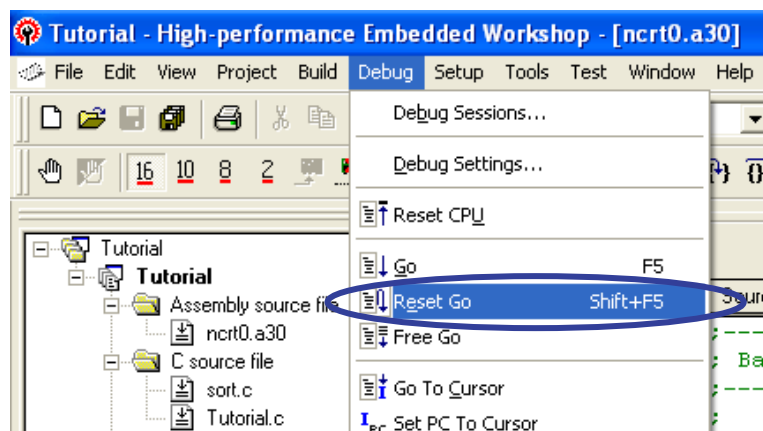 Tutorial - High-performance Embedded Workshop - [ncrt0.a30]
File Edit View Project Build Debug Setup Tools Test Window Help
Debug Sessions...
16 10 8 2
Debug Settings...
Reset CPU
Tutorial
Go F5
Tutorial
Reset Go Shift+F5
Assembly source file
ncrt0.a30
Free Go
C source file
Ba
sort.c
Go To Cursor
Tutorial.c
PC Set PC To Cursor